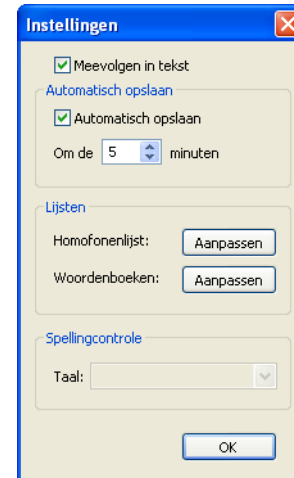 Instellingen
Meevolgen in tekst
Automatisch opslaan
Automatisch opslaan
Om de 5 minuten
Lijsten
Homofonenlijst: Aanpassen
Woordenboeken: Aanpassen
Spellingcontrole
Taal:
OK